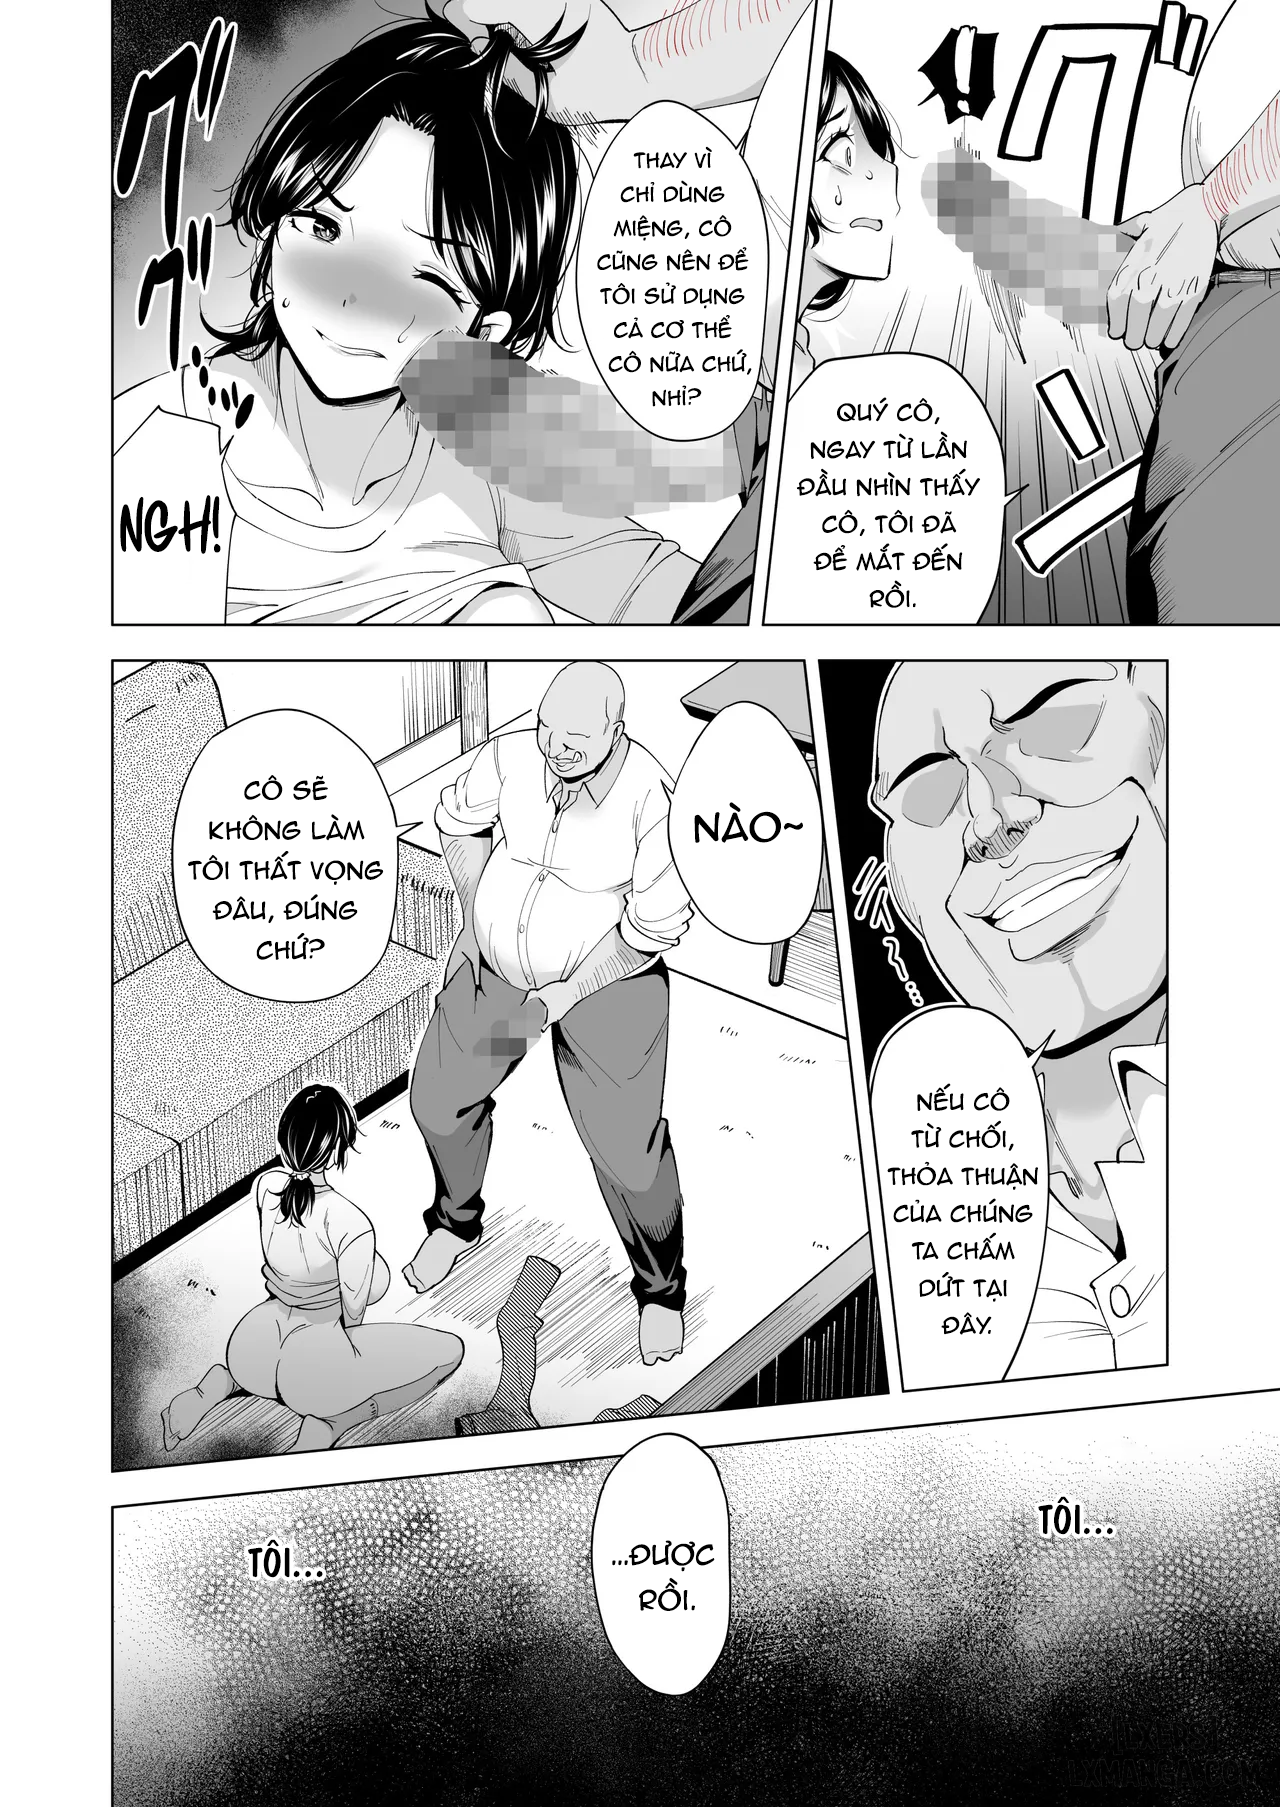 QUÝ CÔ,
NGAY TỪ LẦN
ĐẦU NHÌN THẤY
CÔ, TÔI ĐÃ
ĐỂ MẮT ĐẾN
RỒI.
THAY VÌ
CHỈ DÙNG
MIỆNG, CÔ
CŨNG NÊN ĐỂ
TÔI SỬ DỤNG
CẢ CƠ THỂ
CÔ NỮA CHỨ,
NHỈ?
NGH!
NẾU CÔ
TỪ CHỐI,
THỎA THUẬN
CỦA CHÚNG
TA CHẤM
DỨT TẠI
ĐÂY.
NÀO~
CÔ SẼ
KHÔNG LÀM
TÔI THẤT VỌNG
ĐÂU, ĐÚNG
CHỨ?
TÔI...
...ĐƯỢC
RỒI.
TÔI...
LXMANGA.COM